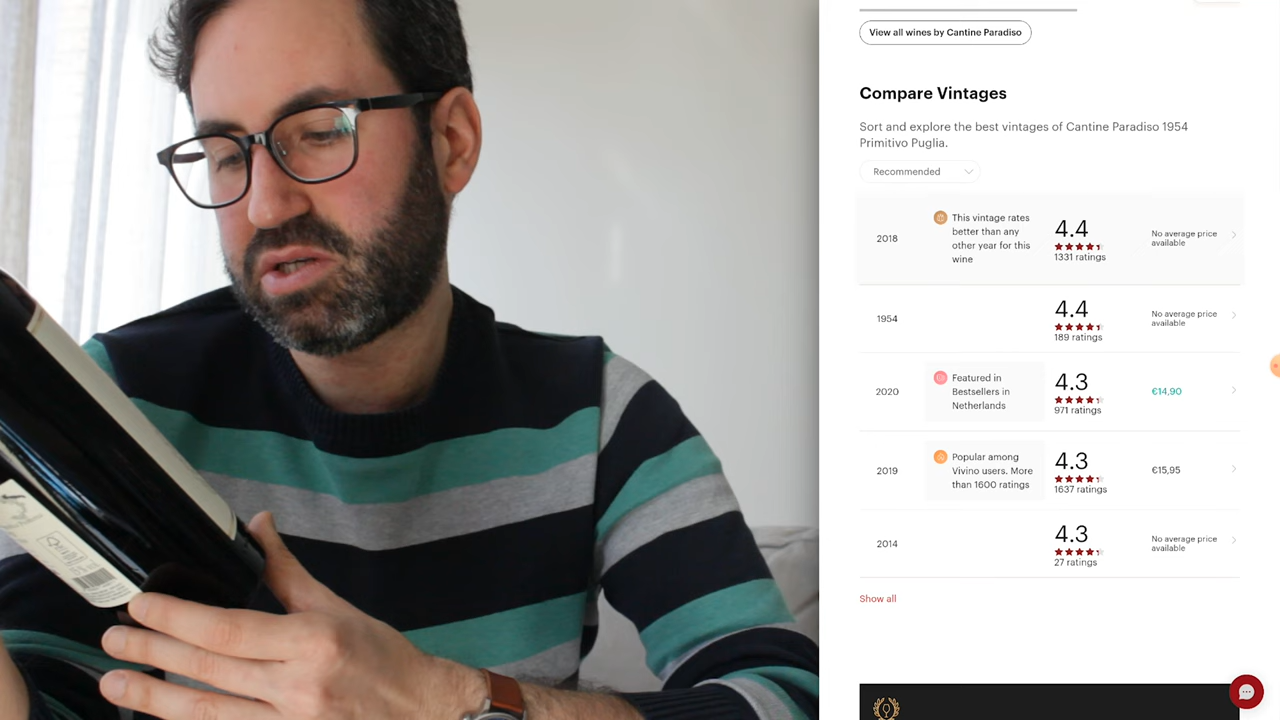 View all wines by Cantine Paradiso
Compare Vintages
Sort and explore the best vintages of Cantine Paradiso 1954
Primitivo Puglia.
Recommended
2018
This vintage rates
better than any
other year for this
wine
4.4
1331 ratings
No average price
available
1954
4.4
189 ratings
No average price
available
2020
Featured in
Bestsellers in
Netherlands
4.3
971 ratings
€14,90
2019
Popular among
Vivino users. More
than 1600 ratings
4.3
1637 ratings
€15,95
2014
4.3
27 ratings
No average price
available
Show all